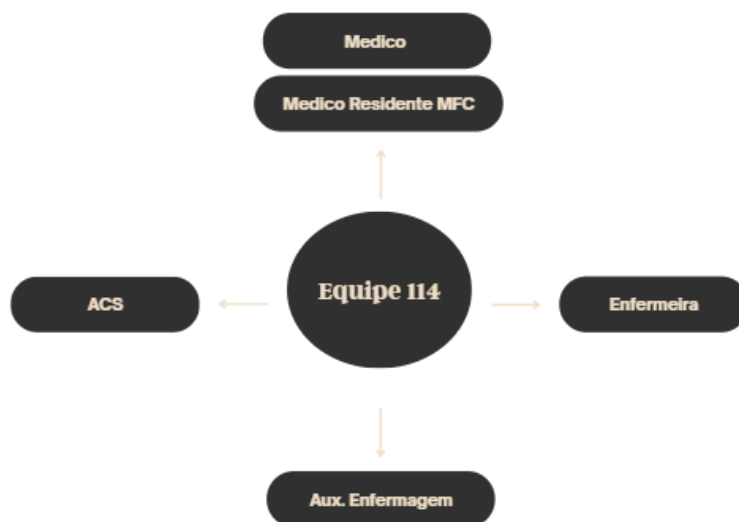 Medico
Medico Residente MFC
Equipe 114
ACS
Enfermeira
Aux. Enfermagem